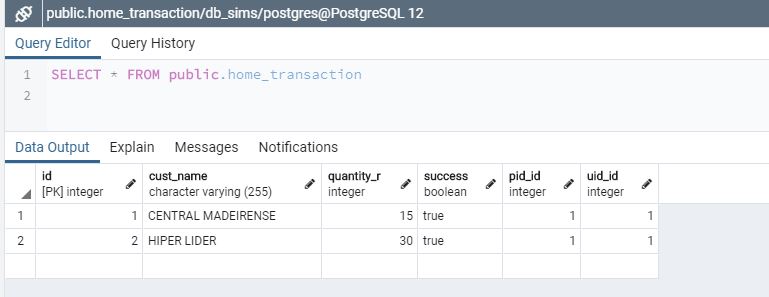 public.home_transaction/db_sims/postgres@PostgreSQL 12
Query Editor Query History
1 SELECT * FROM public.home_transaction
2
Data Output Explain Messages Notifications
id cust_name quantity_r success pid_id uid_id
[PK] integer character varying (255) integer boolean integer integer
1 1 CENTRAL MADEIRENSE 15 true 1 1
2 2 HIPER LIDER 30 true 1 1